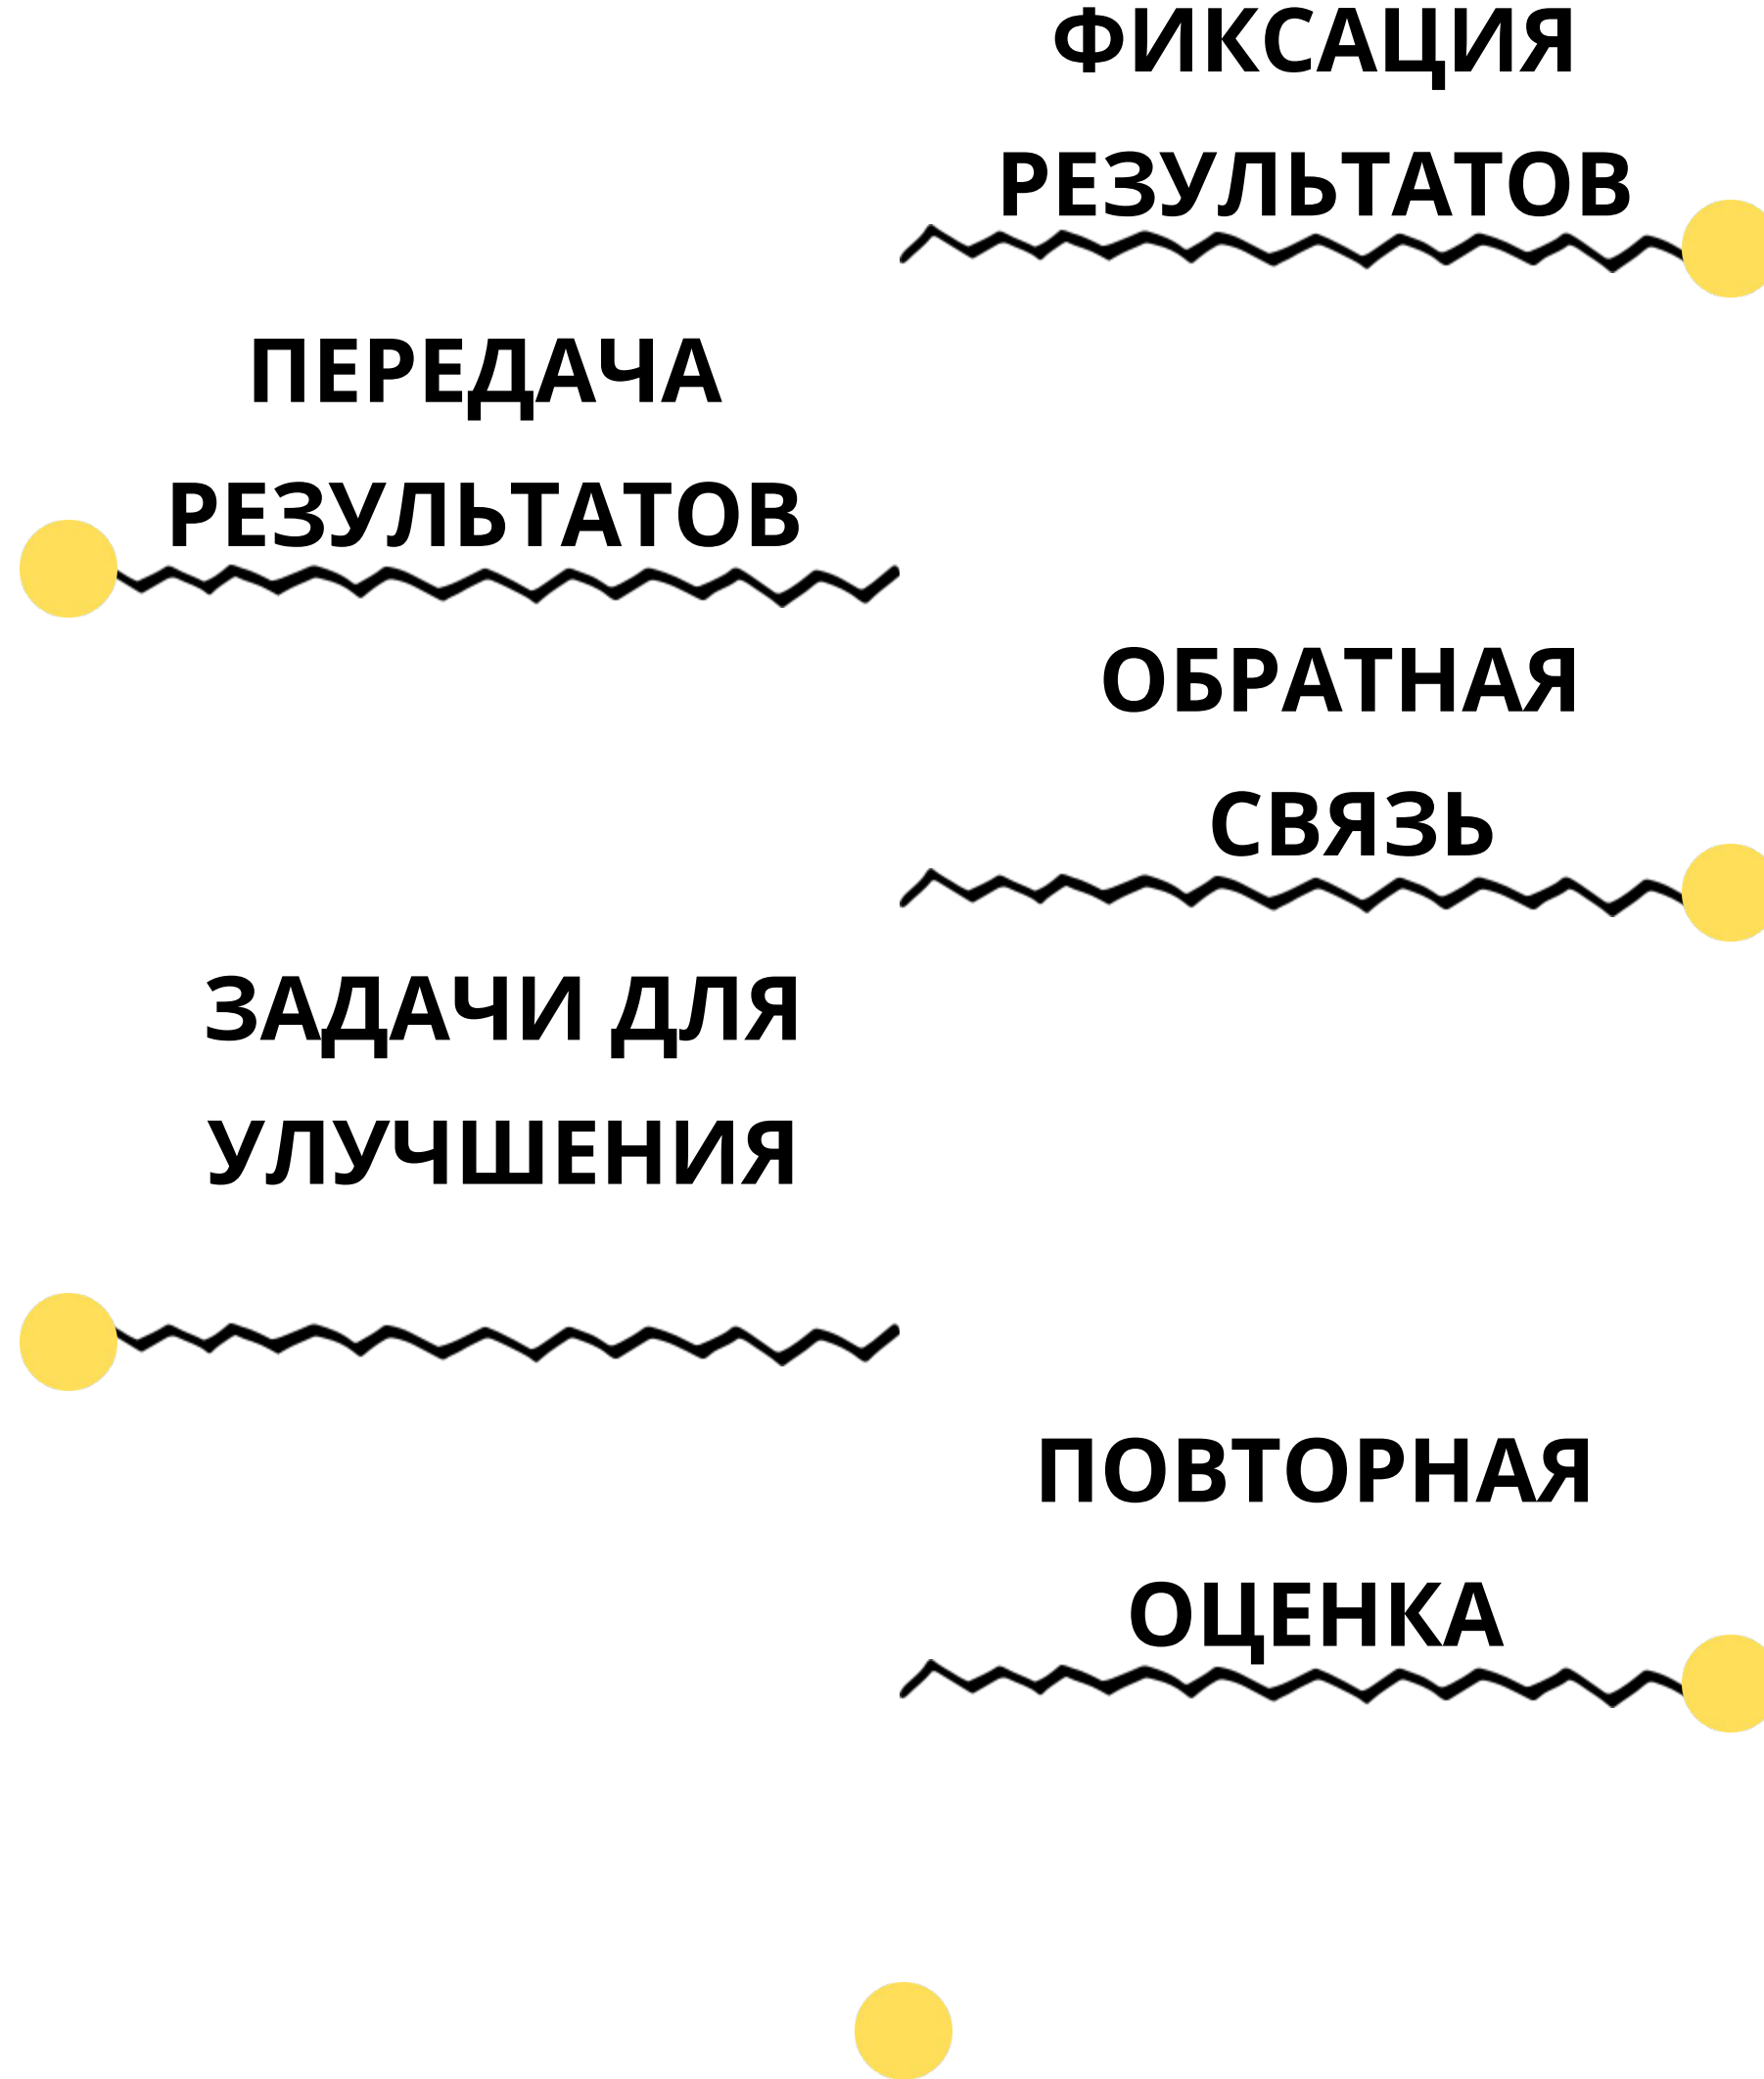 ФИКСАЦИЯ
РЕЗУЛЬТАТОВ
ПЕРЕДАЧА
РЕЗУЛЬТАТОВ
ОБРАТНАЯ
СВЯЗЬ
ЗАДАЧИ ДЛЯ
УЛУЧШЕНИЯ
ПОВТОРНАЯ
ОЦЕНКА